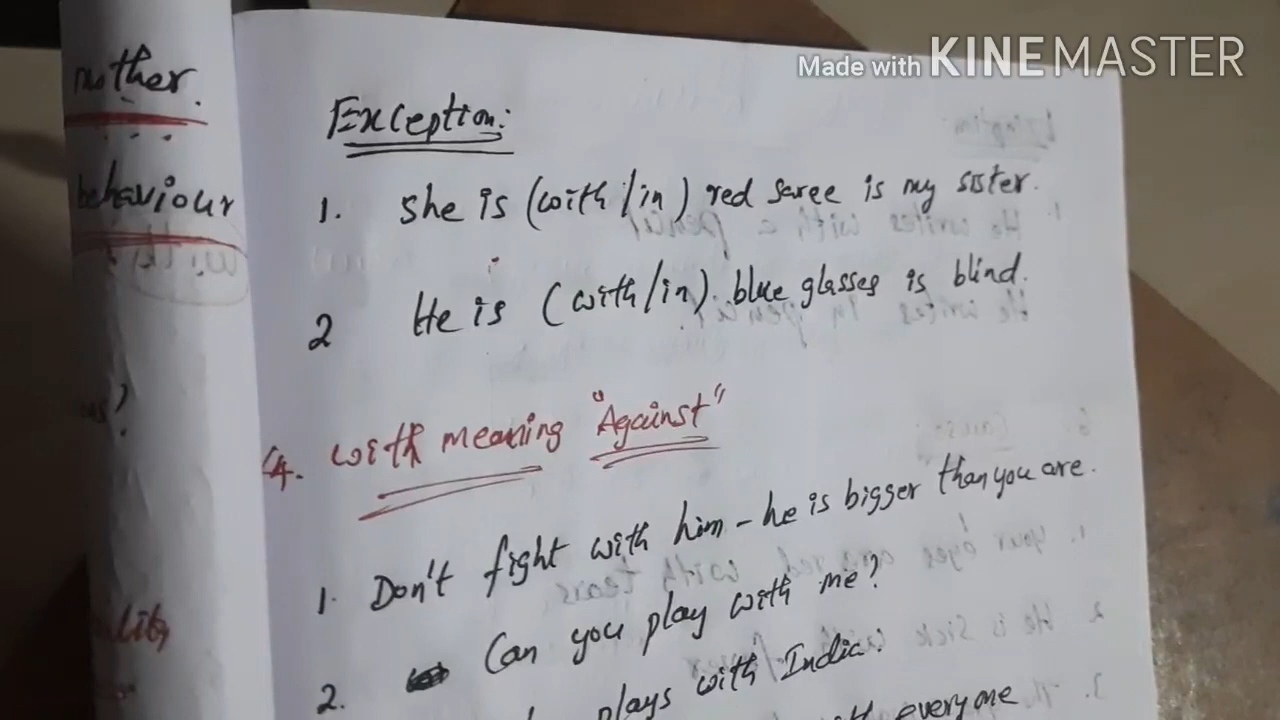 Made with KINEMASTER
mother.
behaviour
Exception:
1. She is (with/in) red saree is my sister.
2 He is (with/in) blue glasses is blind.
4. with meaning "Against"
1. Don't fight with him - he is bigger than you are.
2. Can you play with me?
plays with India.
everyone